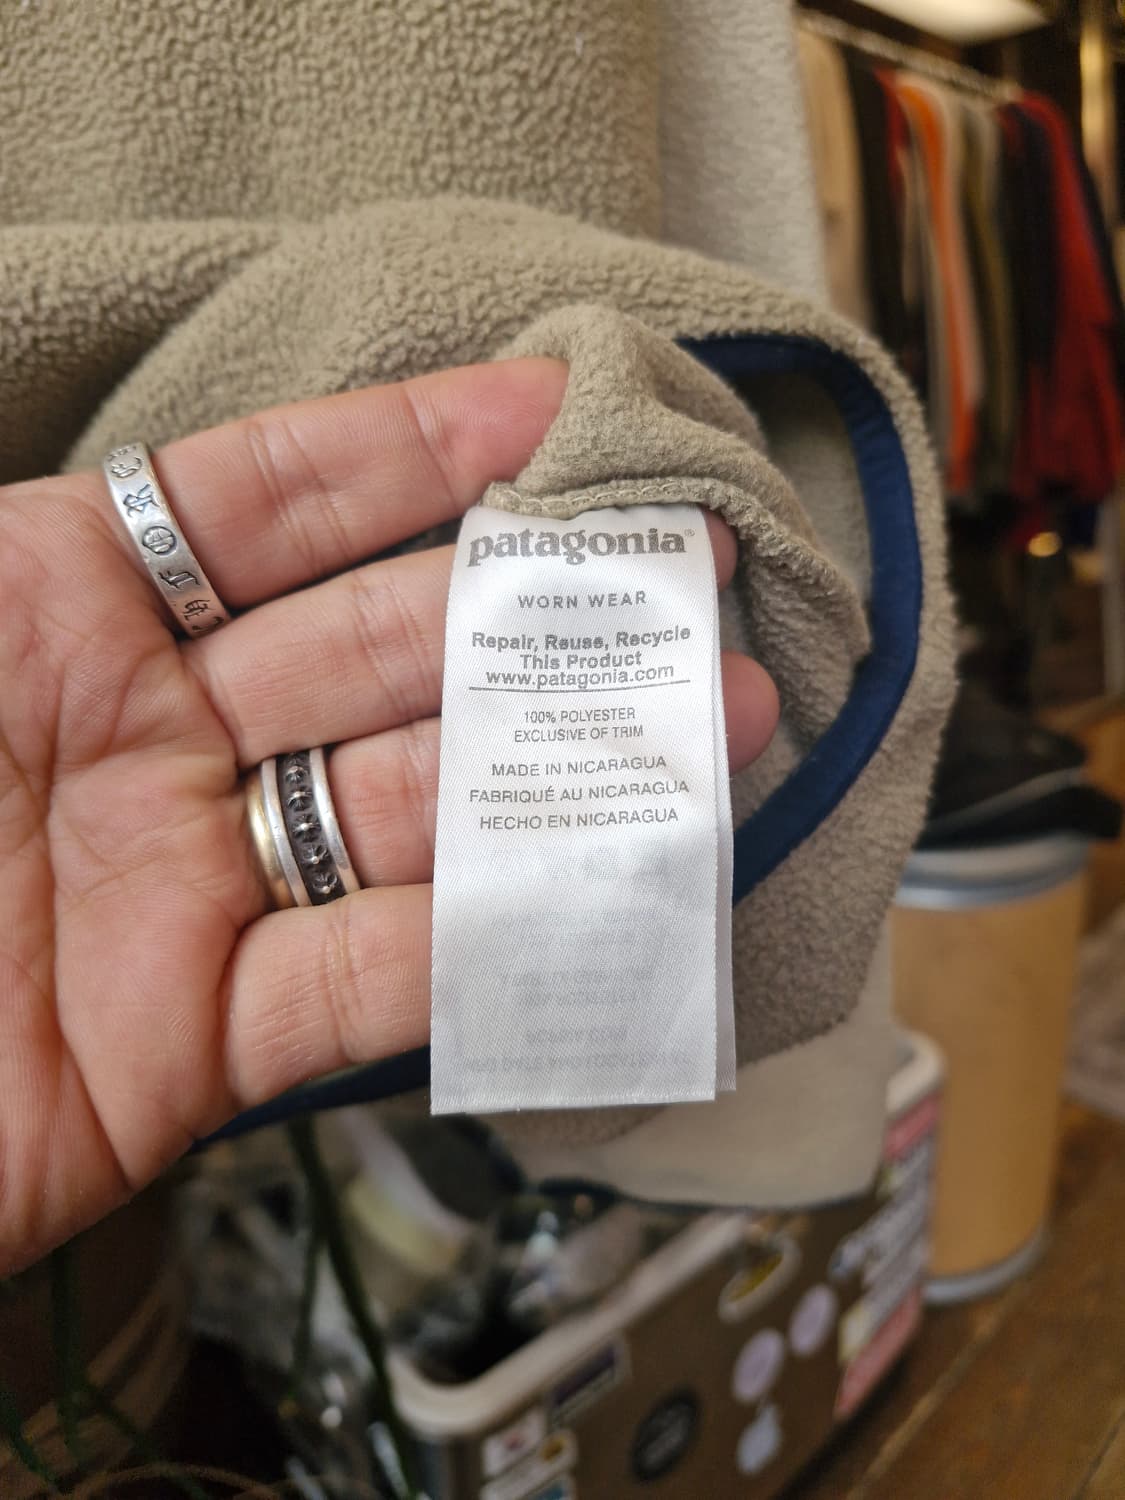 patagonia®
WORN WEAR
Repair, Reuse, Recycle
This Product
www.patagonia.com
100% POLYESTER
EXCLUSIVE OF TRIM
MADE IN NICARAGUA
FABRIQUÉ AU NICARAGUA
HECHO EN NICARAGUA